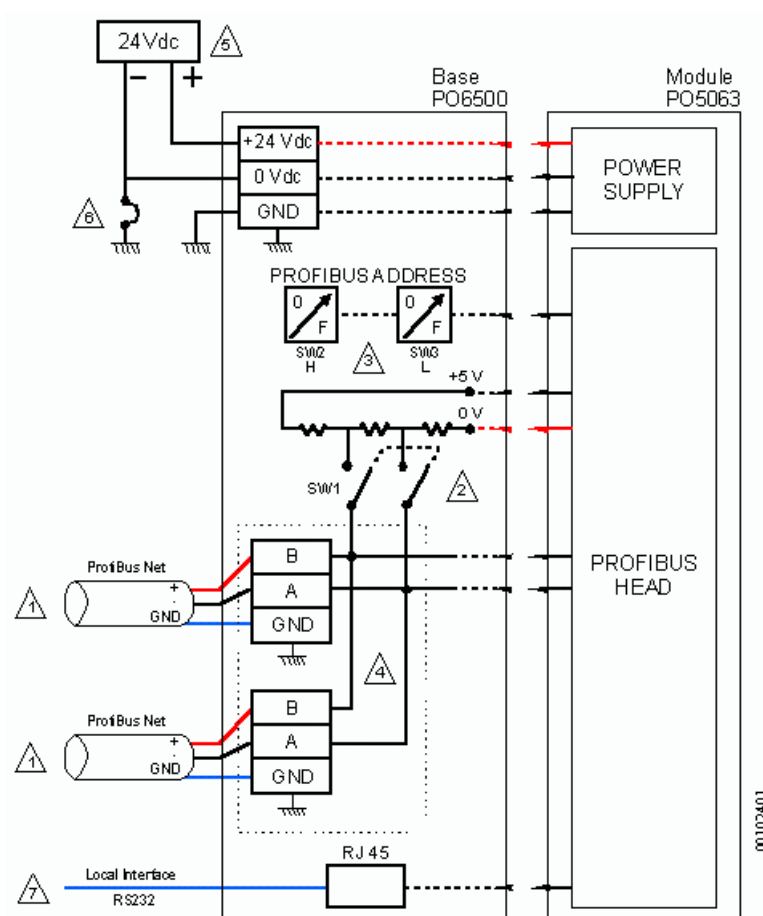 24Vdc
5
−
+
Base
PO6500
Module
PO5063
+24 Vdc
0 Vdc
GND
6
POWER
SUPPLY
PROFIBUS ADDRESS
0
F
0
F
SW2
H
3
SW3
L
+5 V
0 V
SW1
2
ProfiBus Net
+
-
GND
1
B
A
GND
PROFIBUS
HEAD
4
ProfiBus Net
+
-
GND
1
B
A
GND
RJ 45
Local Interface
RS232
7
00102401